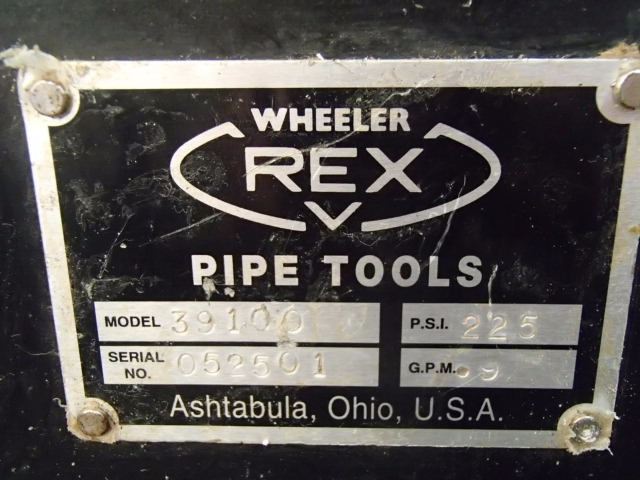 WHEELER
REX
PIPE TOOLS
MODEL 39100
P.S.I. 225
SERIAL NO. 052501
G.P.M. .9
Ashtabula, Ohio, U.S.A.